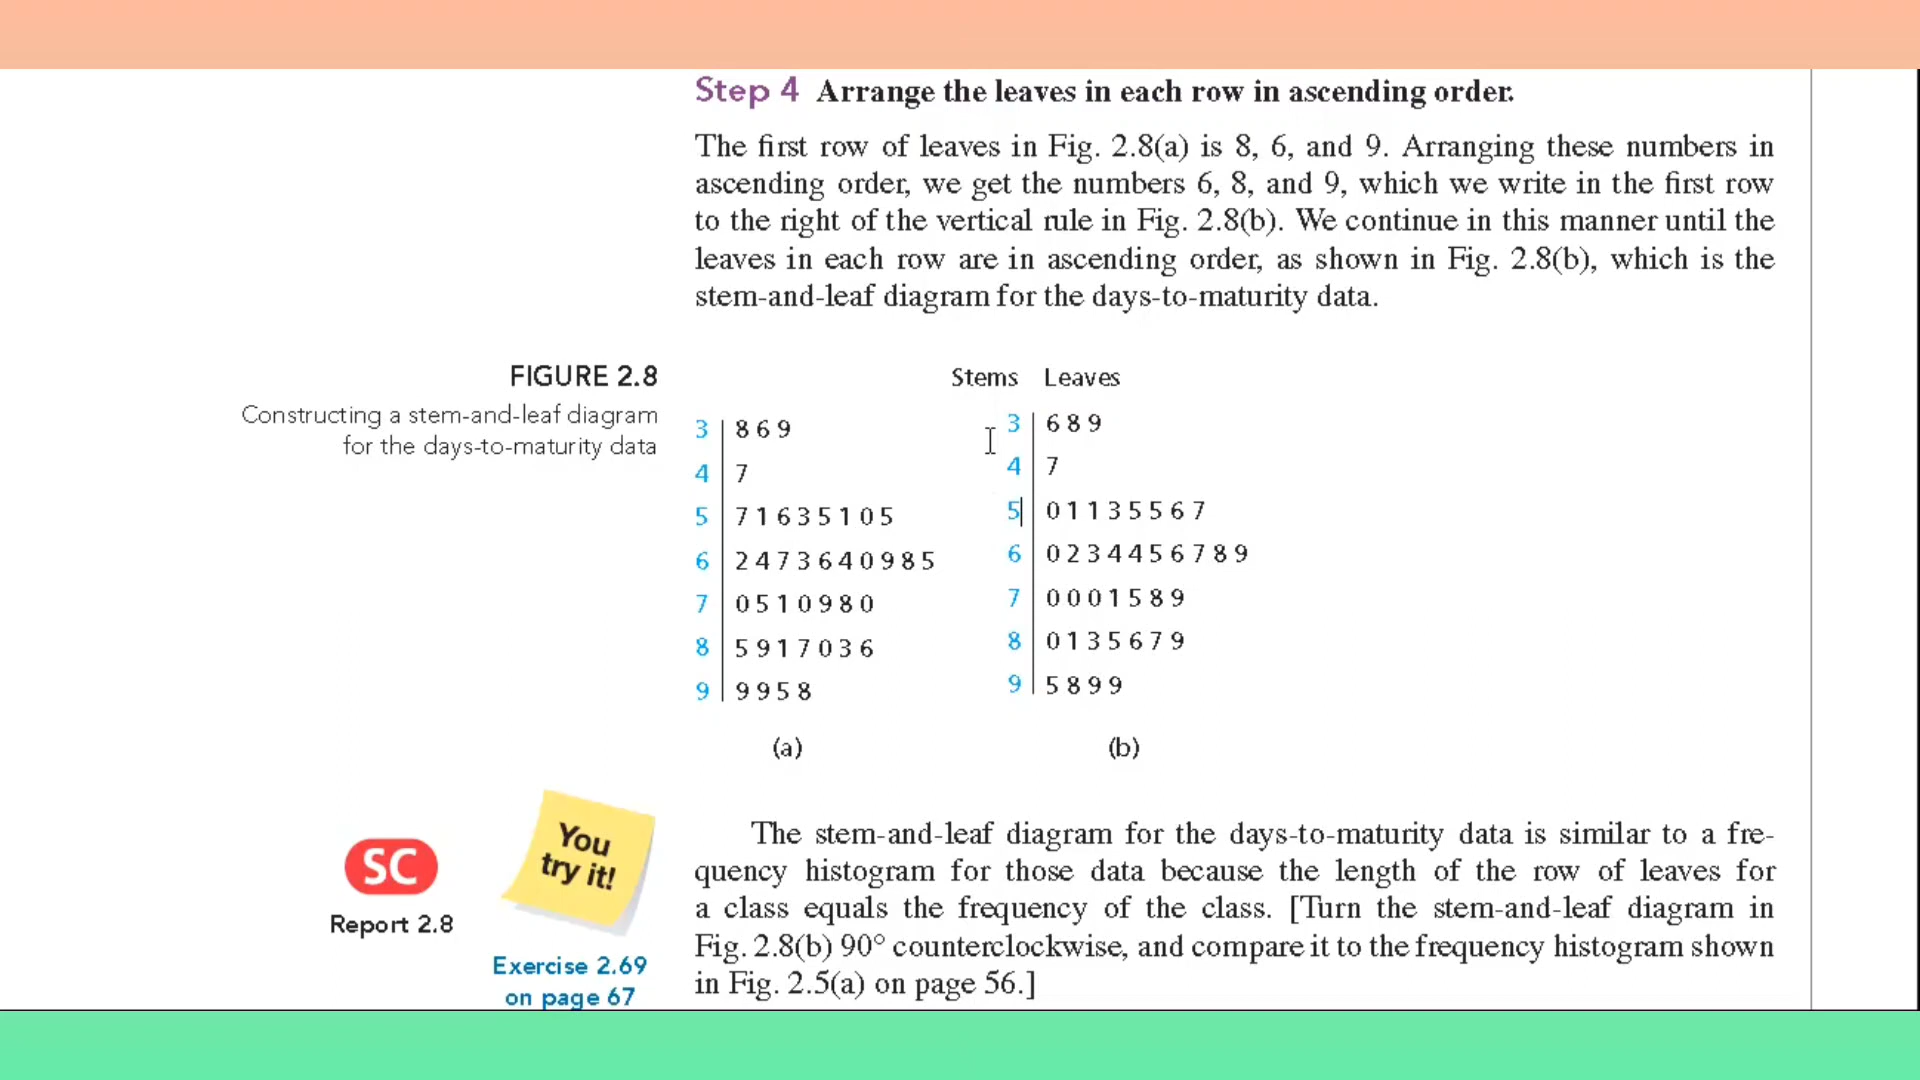 Step 4 Arrange the leaves in each row in ascending order.
The first row of leaves in Fig. 2.8(a) is 8, 6, and 9. Arranging these numbers in
ascending order, we get the numbers 6, 8, and 9, which we write in the first row
to the right of the vertical rule in Fig. 2.8(b). We continue in this manner until the
leaves in each row are in ascending order, as shown in Fig. 2.8(b), which is the
stem-and-leaf diagram for the days-to-maturity data.
FIGURE 2.8
Constructing a stem-and-leaf diagram
for the days-to-maturity data
3 | 8 6 9
4 | 7
5 | 7 1 6 3 5 1 0 5
6 | 2 4 7 3 6 4 0 9 8 5
7 | 0 5 1 0 9 8 0
8 | 5 9 1 7 0 3 6
9 | 9 9 5 8
(a)
Stems Leaves
3 | 6 8 9
4 | 7
5 | 0 1 1 3 5 5 6 7
6 | 0 2 3 4 4 5 6 7 8 9
7 | 0 0 0 1 5 8 9
8 | 0 1 3 5 6 7 9
9 | 5 8 9 9
(b)
SC
Report 2.8
You
try it!
Exercise 2.69
on page 67
The stem-and-leaf diagram for the days-to-maturity data is similar to a fre-
quency histogram for those data because the length of the row of leaves for
a class equals the frequency of the class. [Turn the stem-and-leaf diagram in
Fig. 2.8(b) 90° counterclockwise, and compare it to the frequency histogram shown
in Fig. 2.5(a) on page 56.]